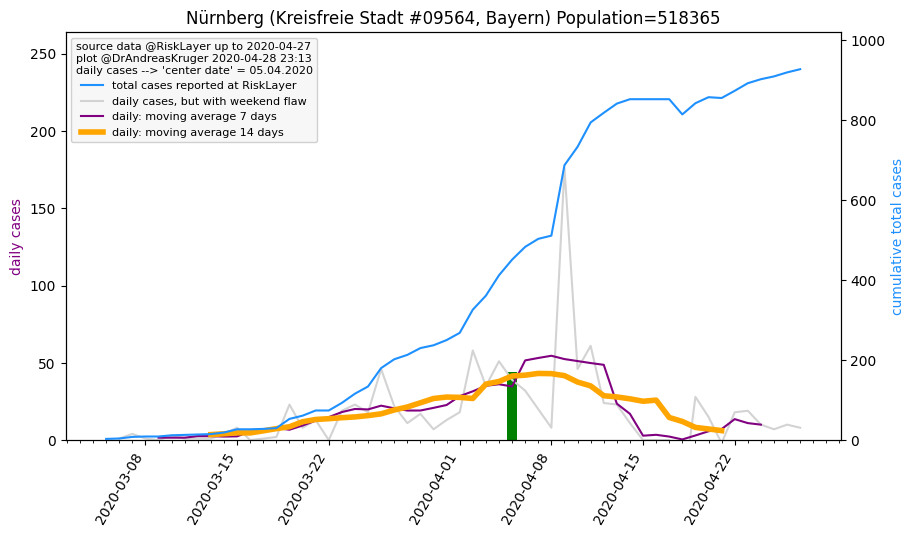 Nürnberg (Kreisfreie Stadt #09564, Bayern) Population=518365
source data @RiskLayer up to 2020-04-27
plot @DrAndreasKruger 2020-04-28 23:13
daily cases --> 'center date' = 05.04.2020
total cases reported at RiskLayer
daily cases, but with weekend flaw
daily: moving average 7 days
daily: moving average 14 days
daily cases
250
200
150
100
50
0
cumulative total cases
1000
800
600
400
200
0
2020-03-08
2020-03-15
2020-03-22
2020-04-01
2020-04-08
2020-04-15
2020-04-22